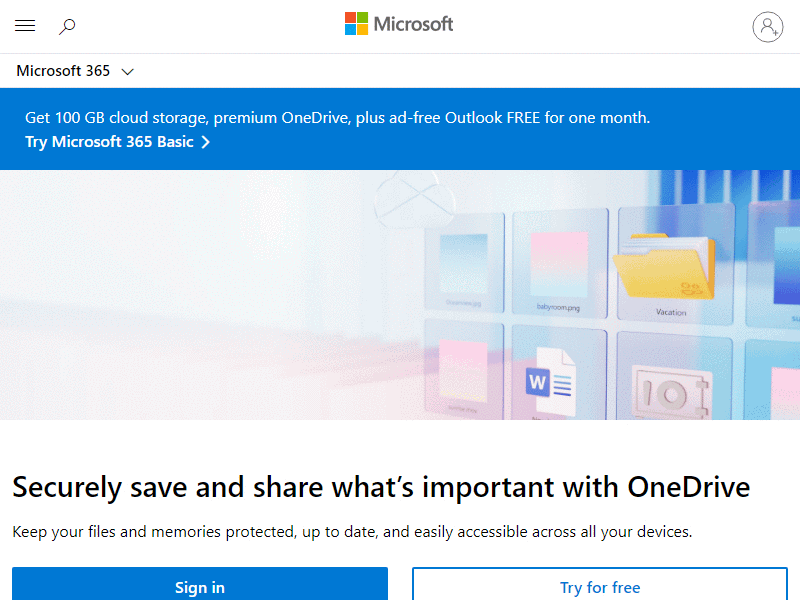 Microsoft
Microsoft 365
Get 100 GB cloud storage, premium OneDrive, plus ad-free Outlook FREE for one month.
Try Microsoft 365 Basic
babyroom.png
Vacation
W
Securely save and share what’s important with OneDrive
Keep your files and memories protected, up to date, and easily accessible across all your devices.
Sign in
Try for free